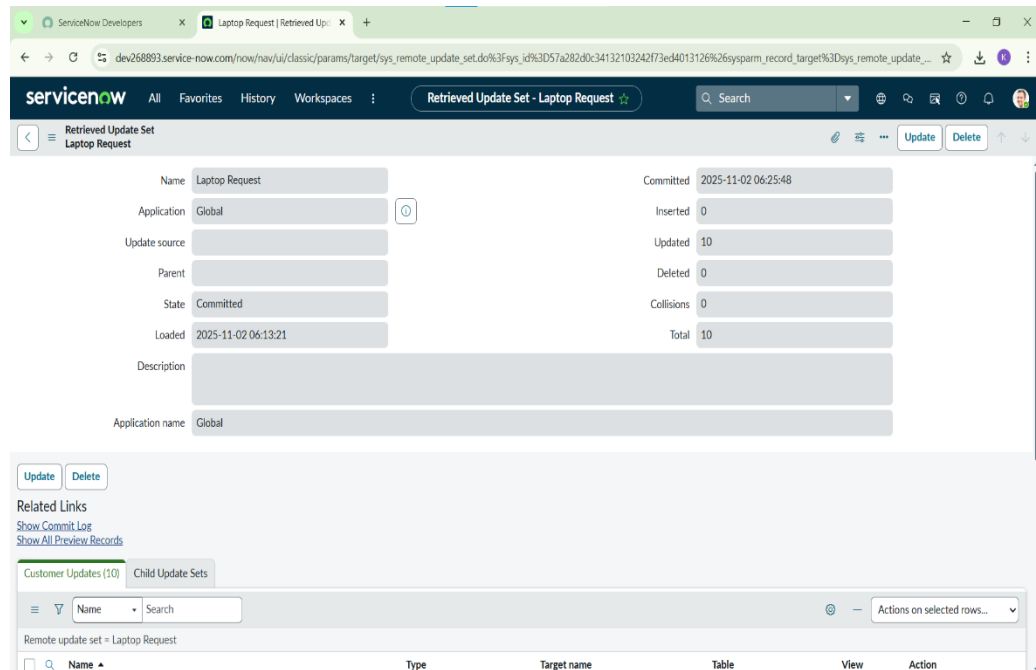 ServiceNow Developers
Laptop Request | Retrieved Upd
dev268893.service-now.com/now/nav/ui/classic/params/target/sys_remote_update_set.do%3Fsys_id%3D57a282d0c34132103242f73ed4013126%26sysparm_record_target%3Dsys_remote_update_...
K
servicenow All Favorites History Workspaces
Retrieved Update Set - Laptop Request
Search
Retrieved Update Set
Laptop Request
Update Delete
Name Laptop Request Committed 2025-11-02 06:25:48
Application Global Inserted 0
Update source Updated 10
Parent Deleted 0
State Committed Collisions 0
Loaded 2025-11-02 06:13:21 Total 10
Description
Application name Global
Update Delete
Related Links
Show Commit Log
Show All Preview Records
Customer Updates (10) Child Update Sets
Name Search Actions on selected rows...
Remote update set = Laptop Request
Name Type Target name Table View Action